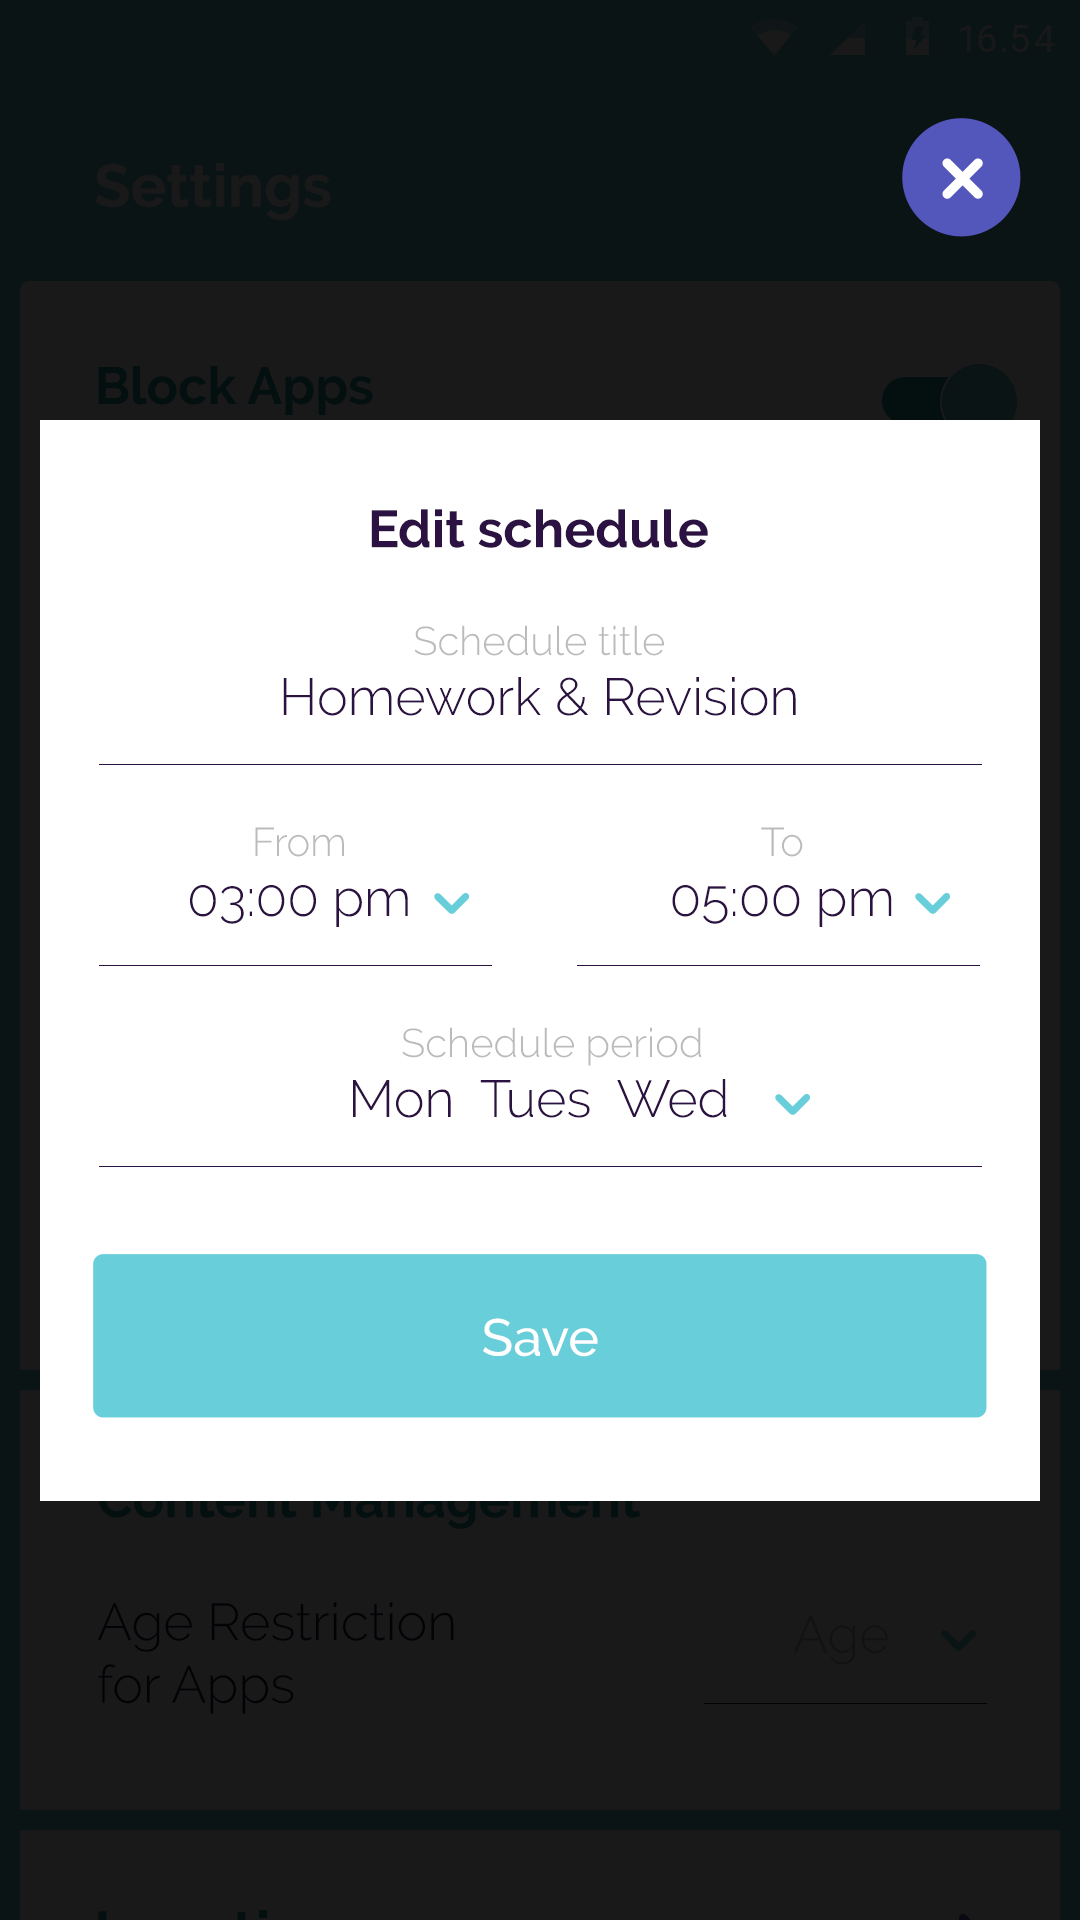 16.54
Settings
Block Apps
Edit schedule
Schedule title
Homework & Revision
From To
03:00 pm 05:00 pm
Schedule period
Mon Tues Wed
Save
Content Management
Age Restriction
for Apps
Age